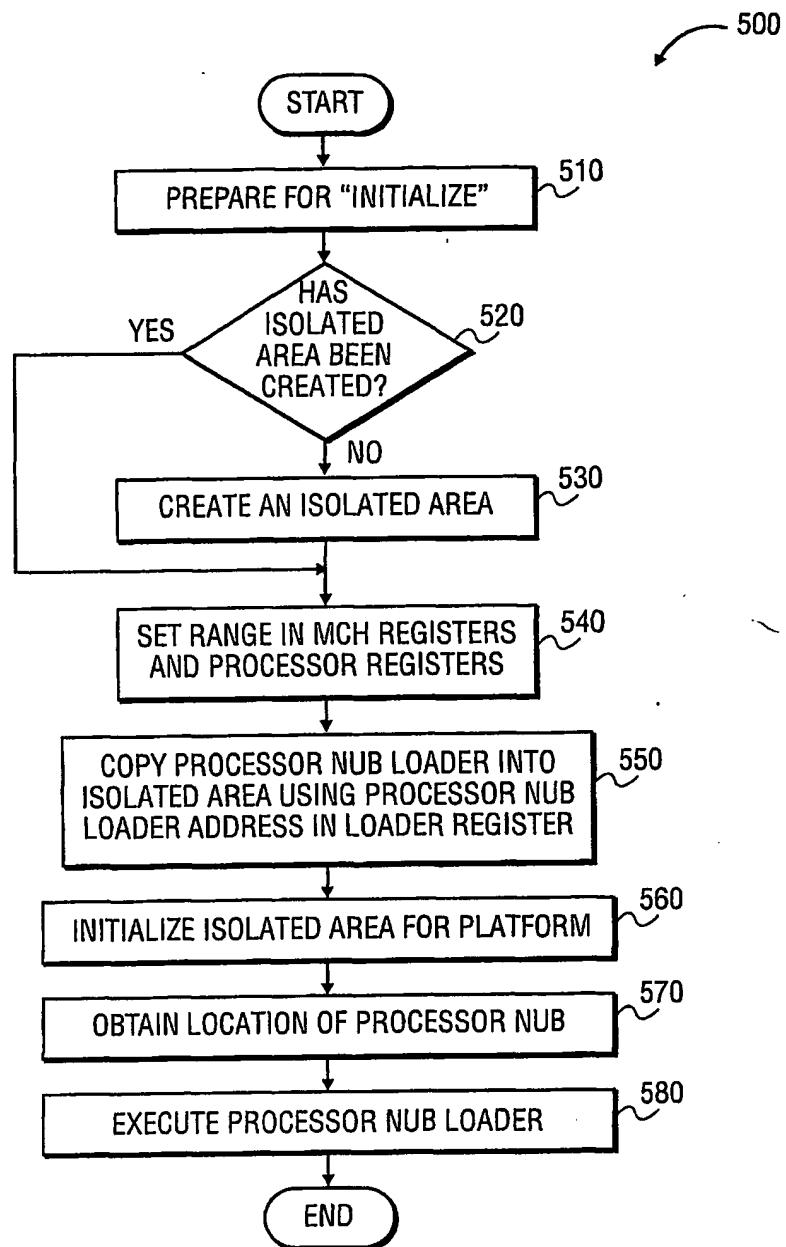 500
START
PREPARE FOR “INITIALIZE”
510
HAS
ISOLATED
AREA BEEN
CREATED?
520
YES
NO
CREATE AN ISOLATED AREA
530
SET RANGE IN MCH REGISTERS
AND PROCESSOR REGISTERS
540
COPY PROCESSOR NUB LOADER INTO
ISOLATED AREA USING PROCESSOR NUB
LOADER ADDRESS IN LOADER REGISTER
550
INITIALIZE ISOLATED AREA FOR PLATFORM
560
OBTAIN LOCATION OF PROCESSOR NUB
570
EXECUTE PROCESSOR NUB LOADER
580
END